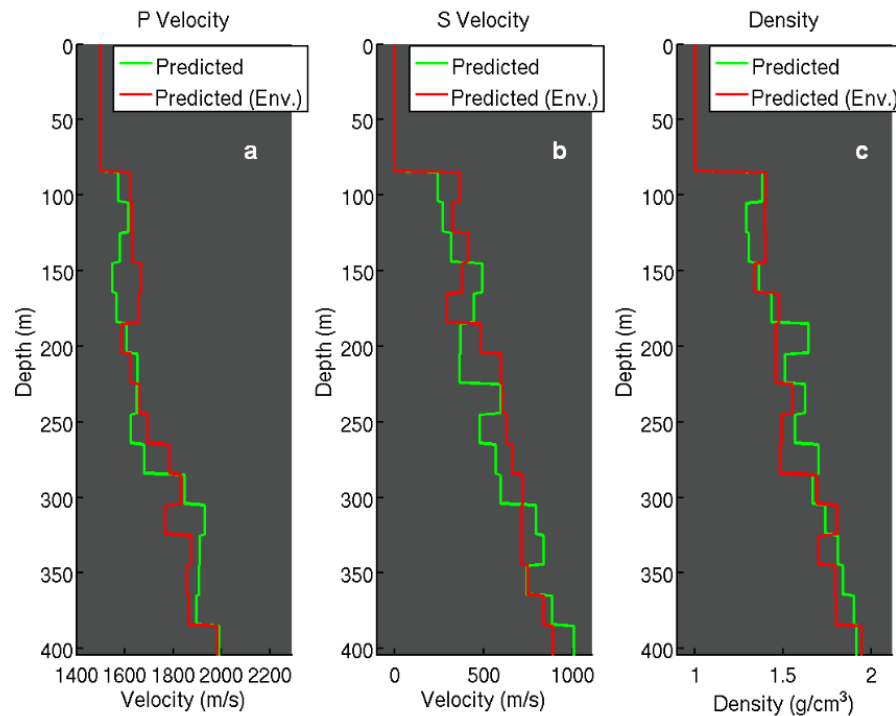 P Velocity
0
50
100
150
200
250
300
350
400
Depth (m)
Predicted
Predicted (Env.)
a
1400 1600 1800 2000 2200
Velocity (m/s)
S Velocity
0
50
100
150
200
250
300
350
400
Depth (m)
Predicted
Predicted (Env.)
b
0 500 1000
Velocity (m/s)
Density
0
50
100
150
200
250
300
350
400
Depth (m)
Predicted
Predicted (Env.)
c
1 1.5 2
Density (g/cm³)